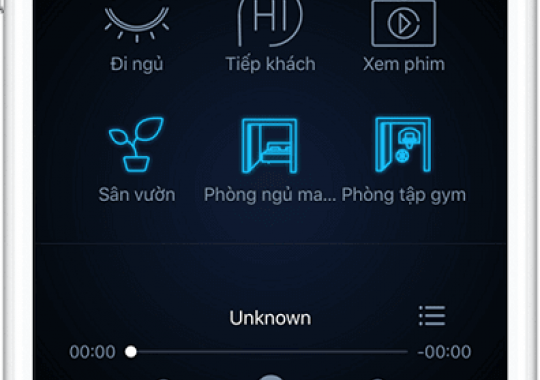 HI
Đi ngủ Tiếp khách Xem phim
Sân vườn Phòng ngủ ma... Phòng tập gym
Unknown
00:00 -00:00